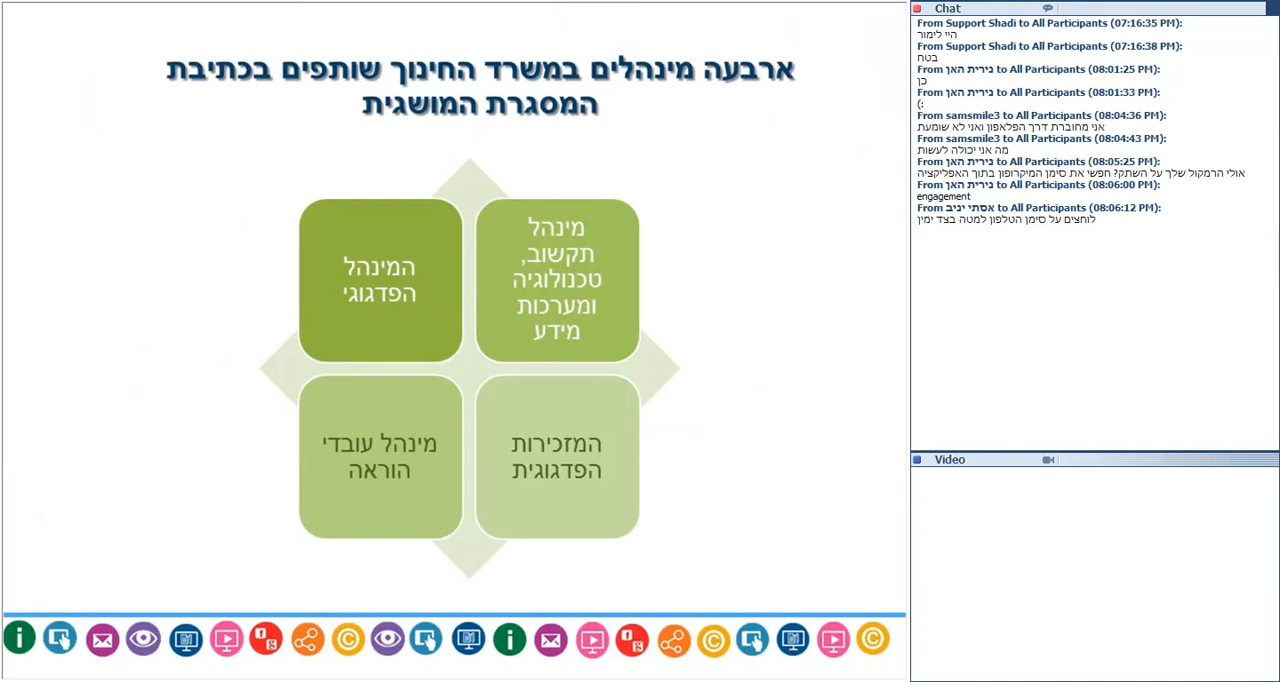 ארבעה מינהלים במשרד החינוך שותפים בכתיבת
המסגרת המושגית
מינהל
תקשוב,
טכנולוגיה
ומערכות
מידע
המינהל
הפדגוגי
המזכירות
הפדגוגית
מינהל עובדי
הוראה
Chat
From Support Shadi to All Participants (07:16:35 PM):
היי לימור
From Support Shadi to All Participants (07:16:38 PM):
בטח
From נירית האן to All Participants (08:01:25 PM):
כן
From נירית האן to All Participants (08:01:33 PM):
(:
From samsmile3 to All Participants (08:04:36 PM):
אני מחוברת דרך הפלאפון ואני לא שומעת
From samsmile3 to All Participants (08:04:43 PM):
מה אני יכולה לעשות
From נירית האן to All Participants (08:05:25 PM):
אולי הרמקול שלך על השתק? חפשי את סימן המיקרופון בתוך האפליקציה
From נירית האן to All Participants (08:06:00 PM):
engagement
From אסתי יניב to All Participants (08:06:12 PM):
לוחצים על סימן הטלפון למטה בצד ימין
Video